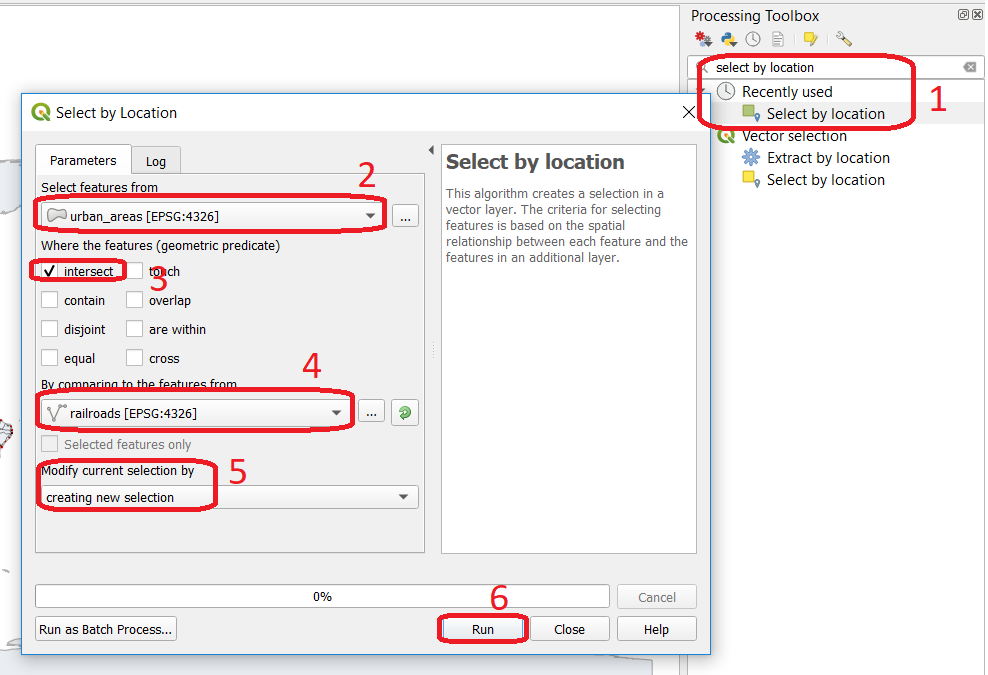 Processing Toolbox
select by location
Recently used
1
Select by location
Vector selection
Extract by location
Select by location
Select by Location
Parameters
Log
Select features from
2
urban_areas [EPSG:4326]
...
Where the features (geometric predicate)
intersect
3
touch
contain
overlap
disjoint
are within
equal
cross
4
By comparing to the features from
railroads [EPSG:4326]
...
Selected features only
Modify current selection by
5
creating new selection
Select by location
This algorithm creates a selection in a
vector layer. The criteria for selecting
features is based on the spatial
relationship between each feature and the
features in an additional layer.
0%
Cancel
6
Run as Batch Process...
Run
Close
Help